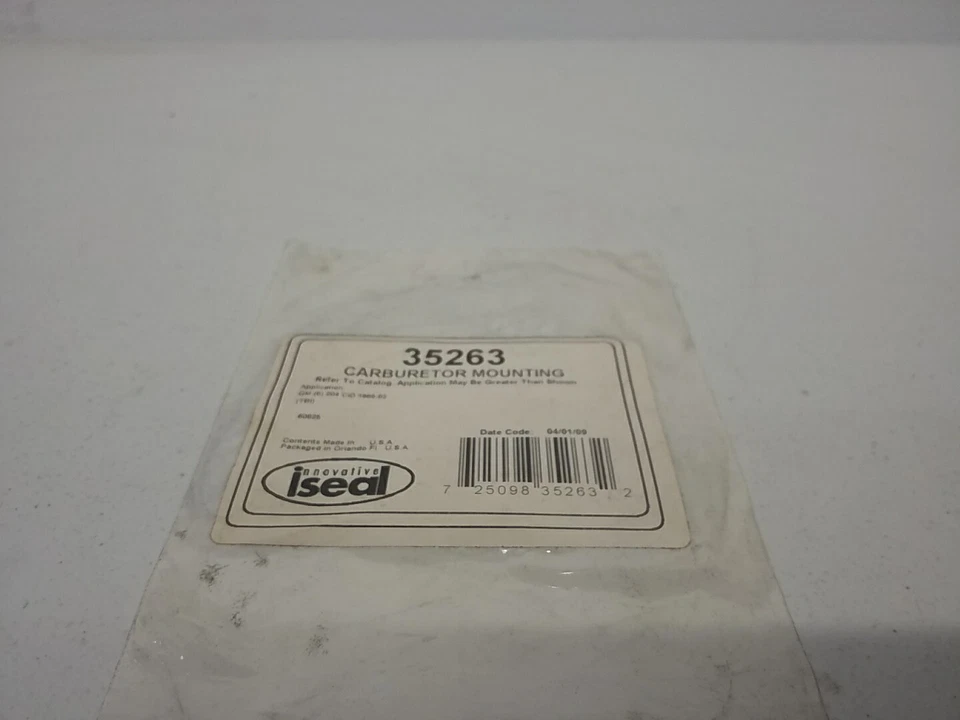 35263
CARBURETOR MOUNTING
Refer To Catalog. Application May Be Greater Than Shown
Application:
Contents Made In U.S.A.
Packaged in Orlando Fl. U.S.A.
Date Code: 04/01/09
innovative
iseal
7 25098 35263 2